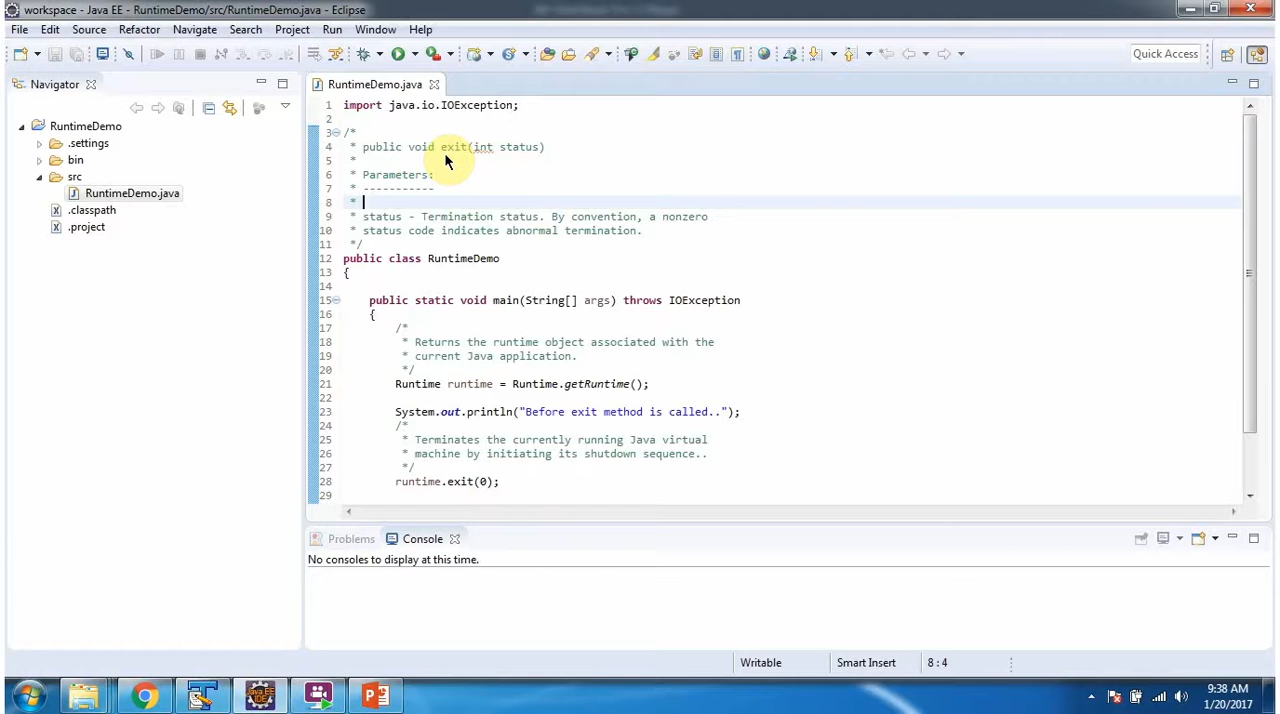 workspace - Java EE - RuntimeDemo/src/RuntimeDemo.java - Eclipse
File Edit Source Refactor Navigate Search Project Run Window Help
Quick Access
Navigator
RuntimeDemo
.settings
bin
src
RuntimeDemo.java
.classpath
.project
RuntimeDemo.java
1 import java.io.IOException;
2
3 /*
4 * public void exit(int status)
5 *
6 * Parameters:
7 * -----------
8 *
9 * status - Termination status. By convention, a nonzero
10 * status code indicates abnormal termination.
11 */
12 public class RuntimeDemo
13 {
14
15 public static void main(String[] args) throws IOException
16 {
17 /*
18 * Returns the runtime object associated with the
19 * current Java application.
20 */
21 Runtime runtime = Runtime.getRuntime();
22
23 System.out.println("Before exit method is called..");
24 /*
25 * Terminates the currently running Java virtual
26 * machine by initiating its shutdown sequence..
27 */
28 runtime.exit(0);
29
Problems Console
No consoles to display at this time.
Writable Smart Insert 8 : 4
Java EE
IDE
9:38 AM
1/20/2017